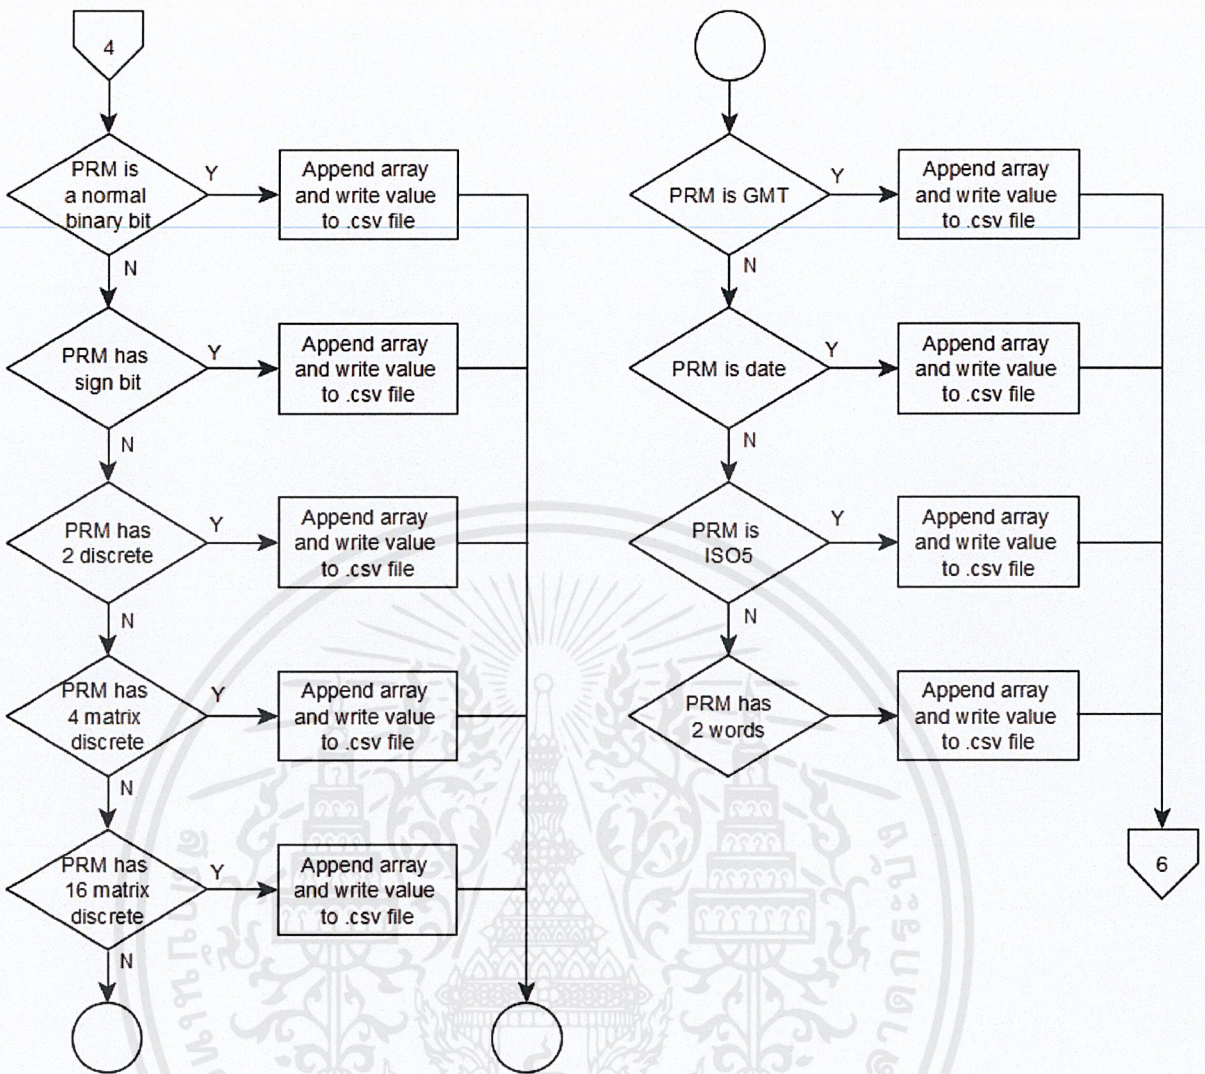 4
PRM is
a normal
binary bit
Y
Append array
and write value
to .csv file
N
PRM has
sign bit
Y
Append array
and write value
to .csv file
N
PRM has
2 discrete
Y
Append array
and write value
to .csv file
N
PRM has
4 matrix
discrete
Y
Append array
and write value
to .csv file
N
PRM has
16 matrix
discrete
Y
Append array
and write value
to .csv file
N
PRM is GMT
Y
Append array
and write value
to .csv file
N
PRM is date
Y
Append array
and write value
to .csv file
N
PRM is
ISO5
Y
Append array
and write value
to .csv file
N
PRM has
2 words
Append array
and write value
to .csv file
6